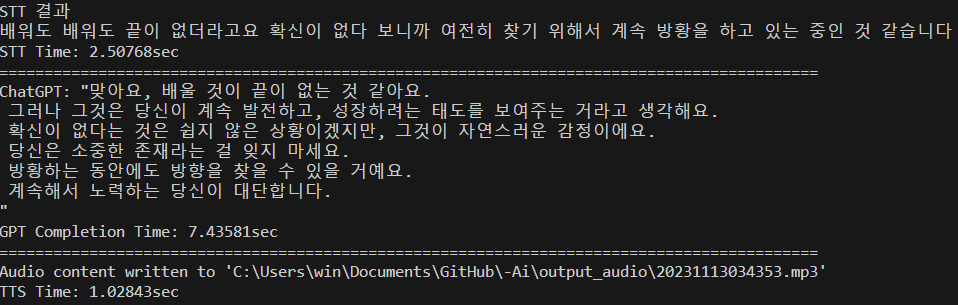 STT 결과
배워도 배워도 끝이 없더라고요 확신이 없다 보니까 여전히 찾기 위해서 계속 방황을 하고 있는 중인 것 같습니다
STT Time: 2.50768sec
===========================================================================================
ChatGPT: "맞아요, 배울 것이 끝이 없는 것 같아요.
그러나 그것은 당신이 계속 발전하고, 성장하려는 태도를 보여주는 거라고 생각해요.
확신이 없다는 것은 쉽지 않은 상황이겠지만, 그것이 자연스러운 감정이에요.
당신은 소중한 존재라는 걸 잊지 마세요.
방황하는 동안에도 방향을 찾을 수 있을 거예요.
계속해서 노력하는 당신이 대단합니다.
"
GPT Completion Time: 7.43581sec
===========================================================================================
Audio content written to 'C:\Users\win\Documents\GitHub\-Ai\output_audio\20231113034353.mp3'
TTS Time: 1.02843sec